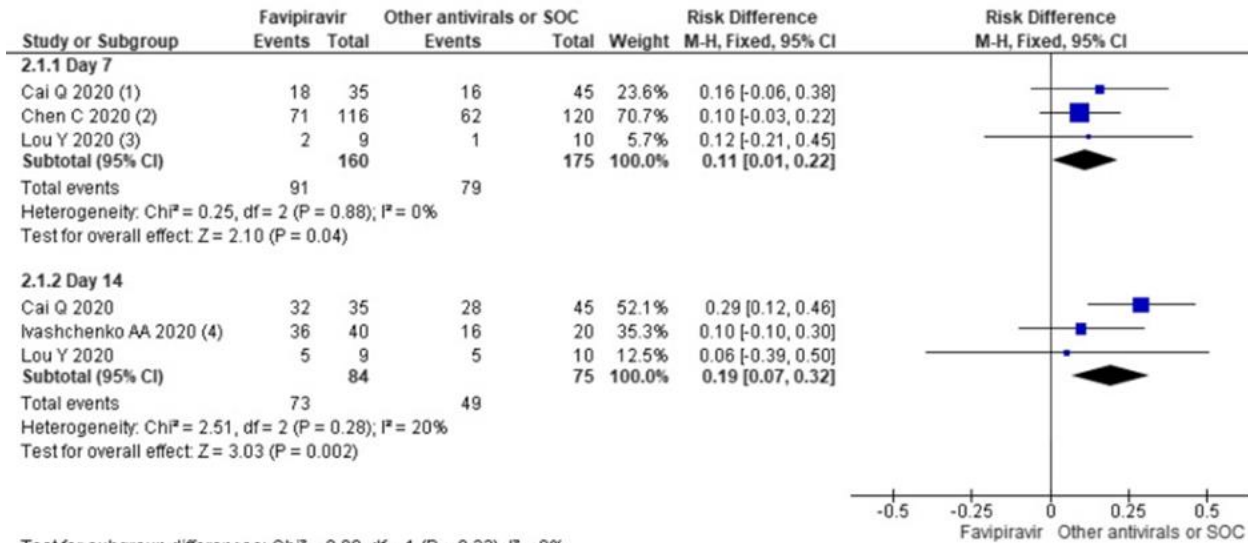 Favipiravir Other antivirals or SOC Risk Difference Risk Difference
Study or Subgroup Events Total Events Total Weight M-H, Fixed, 95% CI M-H, Fixed, 95% CI
2.1.1 Day 7
Cai Q 2020 (1) 18 35 16 45 23.6% 0.16 [-0.06, 0.38]
Chen C 2020 (2) 71 116 62 120 70.7% 0.10 [-0.03, 0.22]
Lou Y 2020 (3) 2 9 1 10 5.7% 0.12 [-0.21, 0.45]
Subtotal (95% CI) 160 175 100.0% 0.11 [0.01, 0.22]
Total events 91 79
Heterogeneity: Chi² = 0.25, df = 2 (P = 0.88); I² = 0%
Test for overall effect: Z = 2.10 (P = 0.04)
2.1.2 Day 14
Cai Q 2020 32 35 28 45 52.1% 0.29 [0.12, 0.46]
Ivashchenko AA 2020 (4) 36 40 16 20 35.3% 0.10 [-0.10, 0.30]
Lou Y 2020 5 9 5 10 12.5% 0.06 [-0.39, 0.50]
Subtotal (95% CI) 84 75 100.0% 0.19 [0.07, 0.32]
Total events 73 49
Heterogeneity: Chi² = 2.51, df = 2 (P = 0.28); I² = 20%
Test for overall effect: Z = 3.03 (P = 0.002)
-0.5 -0.25 0 0.25 0.5
Favipiravir Other antivirals or SOC